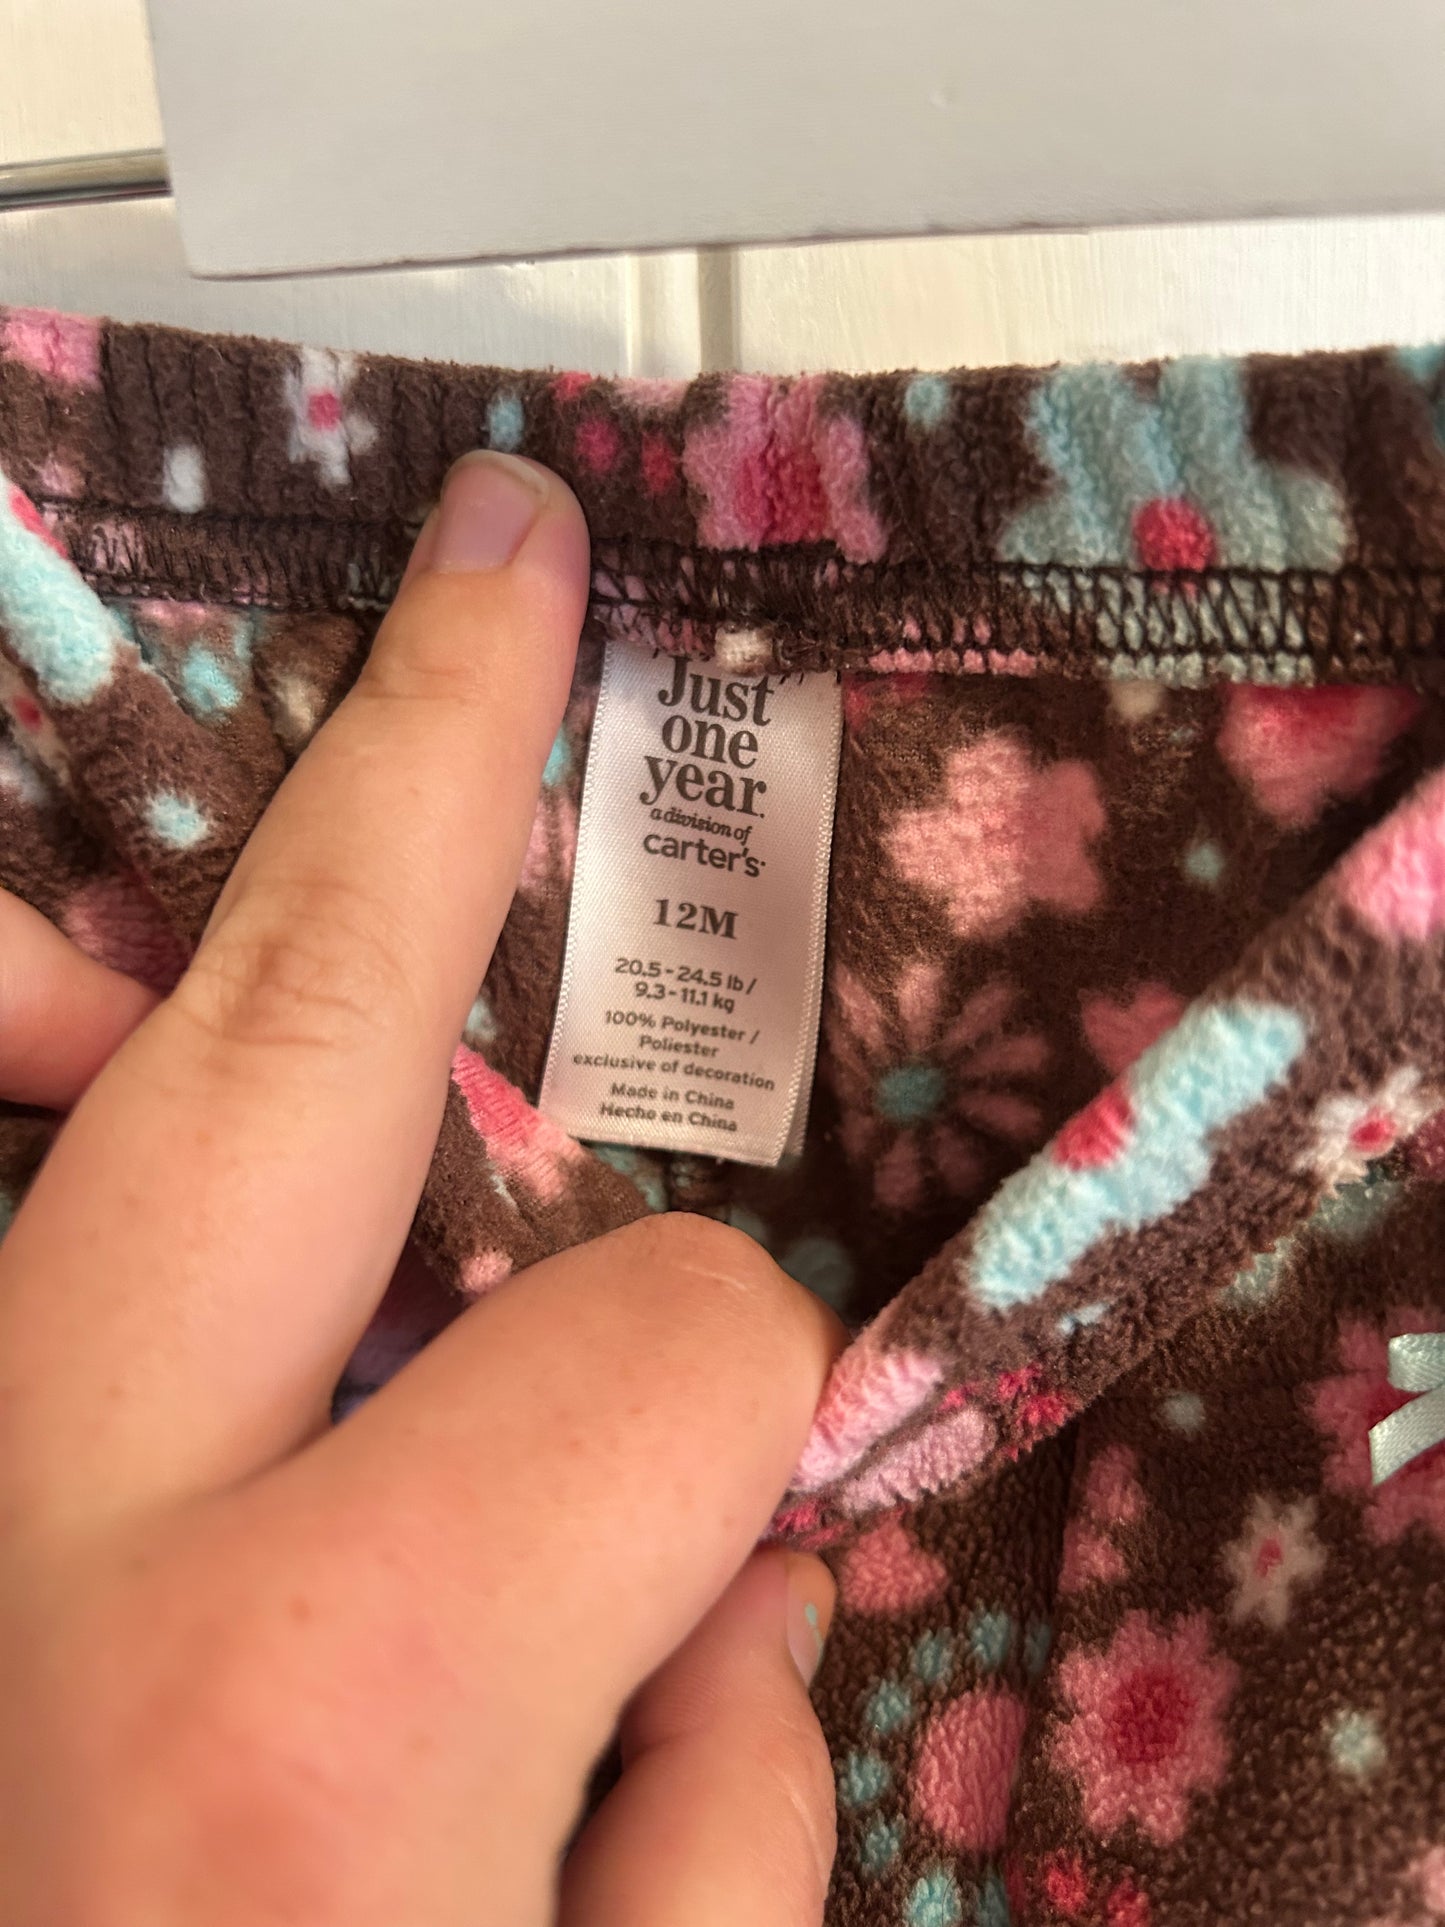 "Just
one
year.
a division of
carter's®
12M
20.5-24.5 lb/
9.3-11.1 kg
100% Polyester /
Poliester
exclusive of decoration
Made in China
Hecho en China